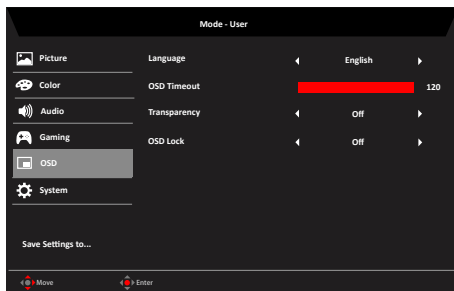 Mode - User
Picture
Language English
Color
OSD Timeout 120
Audio
Transparency Off
Gaming
OSD Lock Off
OSD
System
Save Settings to...
Move Enter